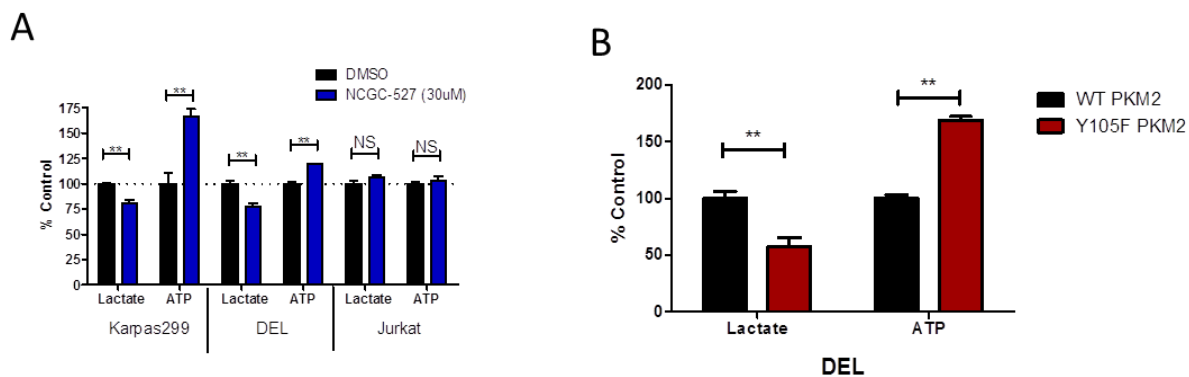 A
DMSO
NCGC-527 (30uM)
% Control
175
150
125
100
75
50
25
0
**
**
**
**
NS
NS
Lactate ATP Lactate ATP Lactate ATP
Karpas299 DEL Jurkat
B
WT PKM2
Y105F PKM2
% Control
200
150
100
50
0
**
**
Lactate ATP
DEL